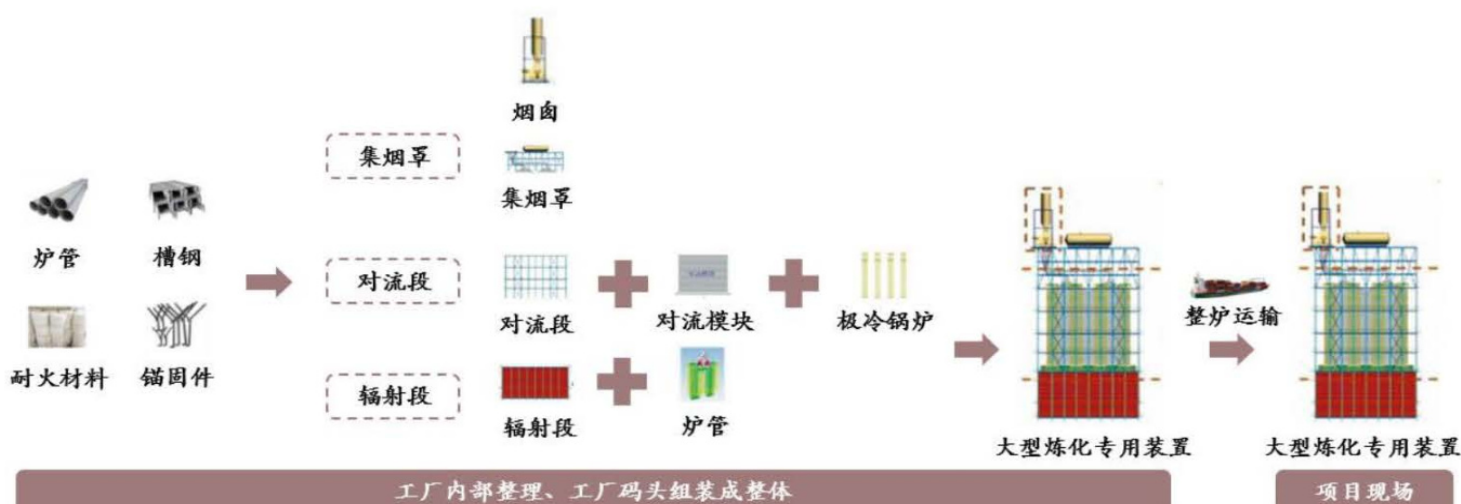 烟囱
集烟罩
集烟罩
炉管
槽钢
耐火材料
锚固件
对流段
对流段
对流模块
极冷锅炉
辐射段
辐射段
炉管
大型炼化专用装置
整炉运输
大型炼化专用装置
工厂内部整理、工厂码头组装成整体
项目现场